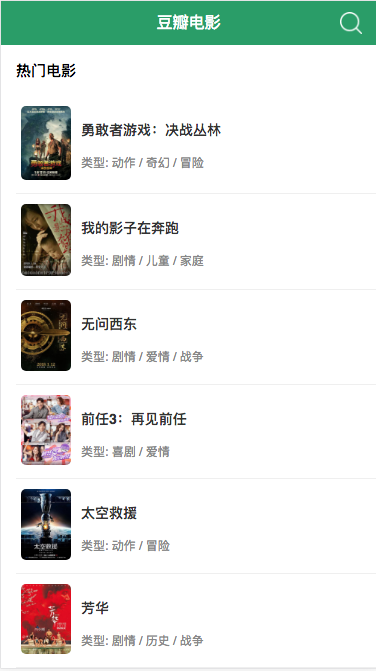 豆瓣电影
热门电影
勇敢者游戏：决战丛林
类型: 动作 / 奇幻 / 冒险
我的影子在奔跑
类型: 剧情 / 儿童 / 家庭
无问西东
类型: 剧情 / 爱情 / 战争
前任3：再见前任
类型: 喜剧 / 爱情
太空救援
太空救援
类型: 动作 / 冒险
芳华
类型: 剧情 / 历史 / 战争